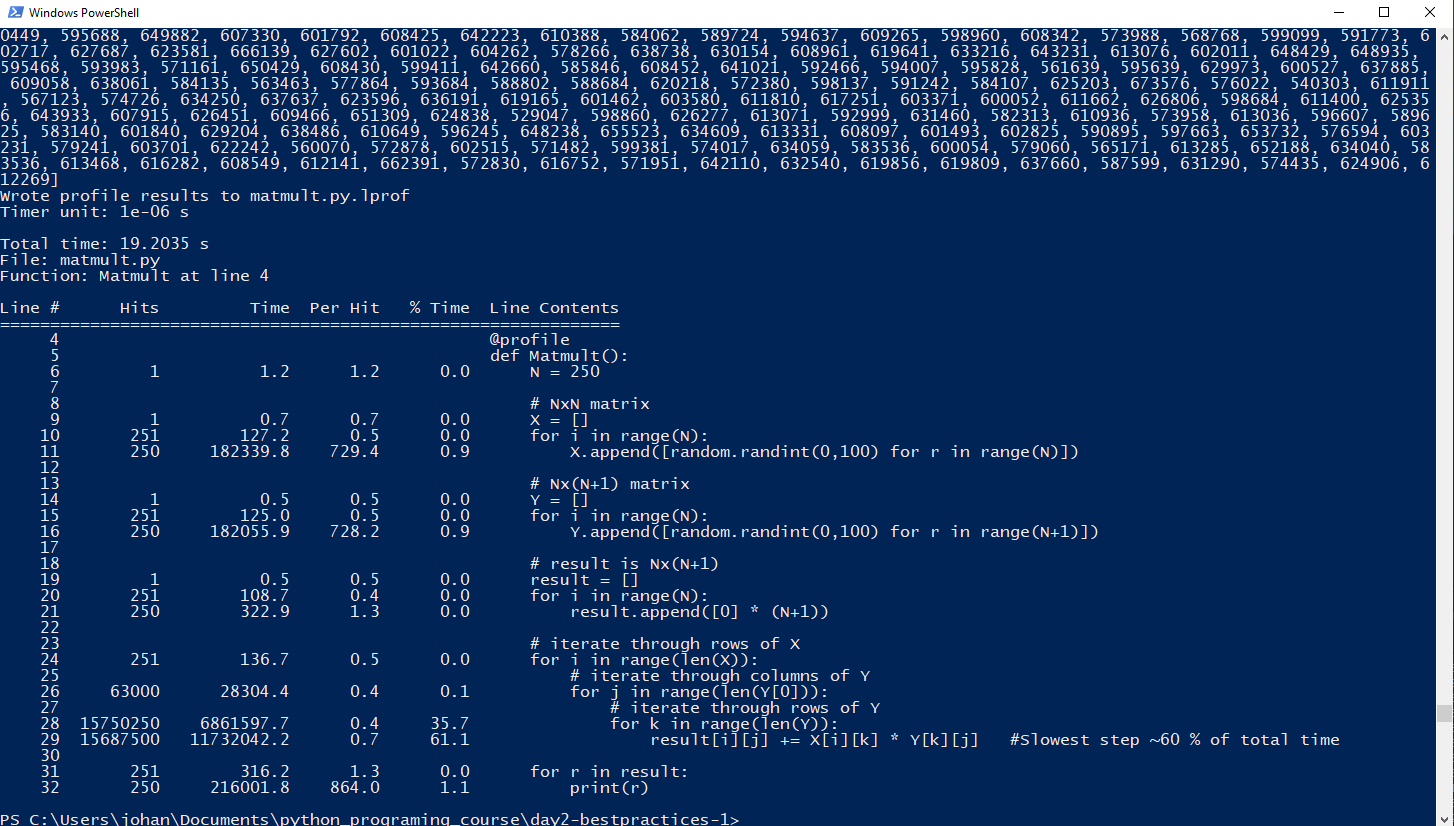 Windows PowerShell
0449, 595688, 649882, 607330, 601792, 608425, 642223, 610388, 584062, 589724, 594637, 609265, 598960, 608342, 573988, 568768, 599099, 591773, 6
02717, 627687, 623581, 666139, 627602, 601022, 604262, 578266, 638738, 630154, 608961, 619641, 633216, 643231, 613076, 602011, 648429, 648935,
595468, 593983, 571161, 650429, 608430, 599411, 642660, 585846, 608452, 641021, 592466, 594007, 595828, 561639, 595639, 629973, 600527, 637885,
609058, 638061, 584135, 563463, 577864, 593684, 588802, 588684, 620218, 572380, 598137, 591242, 584107, 625203, 673576, 576022, 540303, 611911
, 567123, 574726, 634250, 637637, 623596, 636191, 619165, 601462, 603580, 611810, 617251, 603371, 600052, 611662, 626806, 598684, 611400, 62535
6, 643933, 607915, 626451, 609466, 651309, 624838, 529047, 598860, 626277, 613071, 592999, 631460, 582313, 610936, 573958, 613036, 596607, 5896
25, 583140, 601840, 629204, 638486, 610649, 596245, 648238, 655523, 634609, 613331, 608097, 601493, 602825, 590895, 597663, 653732, 576594, 603
231, 579241, 603701, 622242, 560070, 572878, 602515, 571482, 599381, 574017, 634059, 583536, 600054, 579060, 565171, 613285, 652188, 634040, 58
3536, 613468, 616282, 608549, 612141, 662391, 572830, 616752, 571951, 642110, 632540, 619856, 619809, 637660, 587599, 631290, 574435, 624906, 6
12269]
Wrote profile results to matmult.py.lprof
Timer unit: 1e-06 s
Total time: 19.2035 s
File: matmult.py
Function: Matmult at line 4
Line # Hits Time Per Hit % Time Line Contents
==============================================================
4 @profile
5 def Matmult():
6 1 1.2 1.2 0.0 N = 250
7
8 # NxN matrix
9 1 0.7 0.7 0.0 X = []
10 251 127.2 0.5 0.0 for i in range(N):
11 250 182339.8 729.4 0.9 X.append([random.randint(0,100) for r in range(N)])
12
13 # Nx(N+1) matrix
14 1 0.5 0.5 0.0 Y = []
15 251 125.0 0.5 0.0 for i in range(N):
16 250 182055.9 728.2 0.9 Y.append([random.randint(0,100) for r in range(N+1)])
17
18 # result is Nx(N+1)
19 1 0.5 0.5 0.0 result = []
20 251 108.7 0.4 0.0 for i in range(N):
21 250 322.9 1.3 0.0 result.append([0] * (N+1))
22
23 # iterate through rows of X
24 251 136.7 0.5 0.0 for i in range(len(X)):
25 # iterate through columns of Y
26 63000 28304.4 0.4 0.1 for j in range(len(Y[0])):
27 # iterate through rows of Y
28 15750250 6861597.7 0.4 35.7 for k in range(len(Y)):
29 15687500 11732042.2 0.7 61.1 result[i][j] += X[i][k] * Y[k][j] #Slowest step ~60 % of total time
30
31 251 316.2 1.3 0.0 for r in result:
32 250 216001.8 864.0 1.1 print(r)
PS C:\Users\johan\Documents\python_programing_course\day2-bestpractices-1>